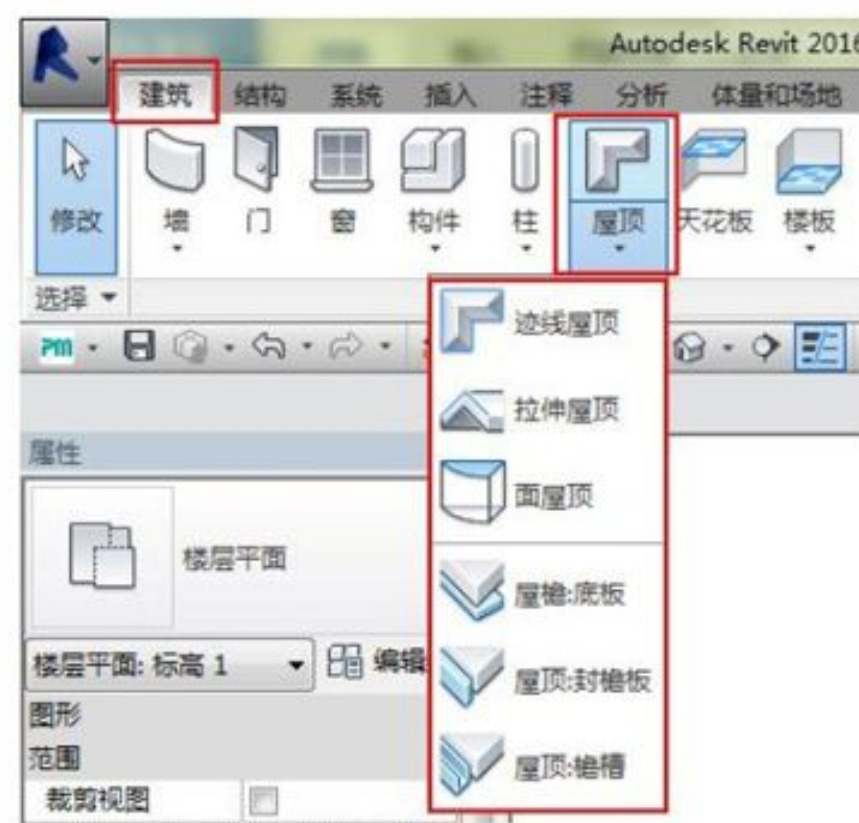 Autodesk Revit 2016
建筑 结构 系统 插入 注释 分析 体量和场地
修改 墙 门 窗 构件 柱 屋顶 天花板 楼板
选择
PM
迹线屋顶
拉伸屋顶
属性
面屋顶
楼层平面
屋檐:底板
楼层平面: 标高 1 编辑
屋顶:封檐板
图形
范围
屋顶:檐槽
裁剪视图